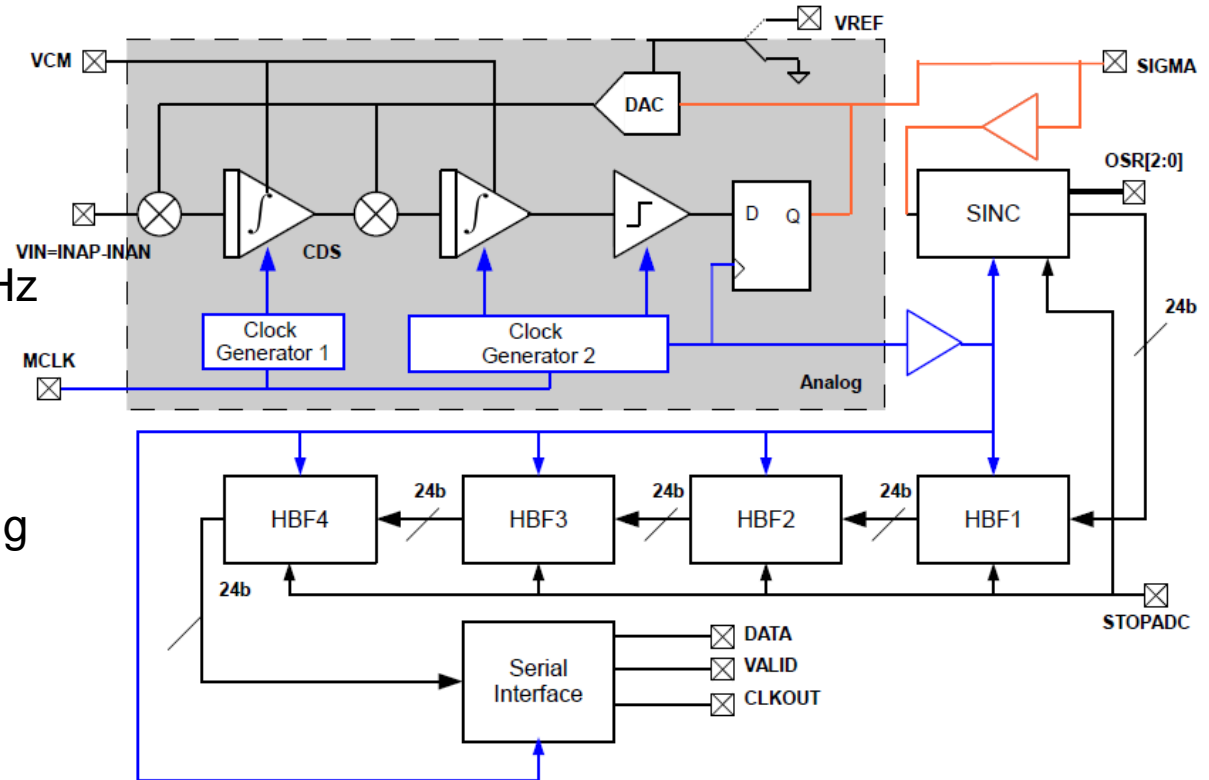 VREF
VCM
SIGMA
DAC
OSR[2:0]
D Q
SINC
∫
∫
VIN=INAP-INAN
CDS
Hz
24b
Clock
Generator 1
Clock
Generator 2
MCLK
Analog
24b
24b
24b
HBF4
HBF3
HBF2
HBF1
g
24b
STOPADC
DATA
Serial
Interface
VALID
CLKOUT